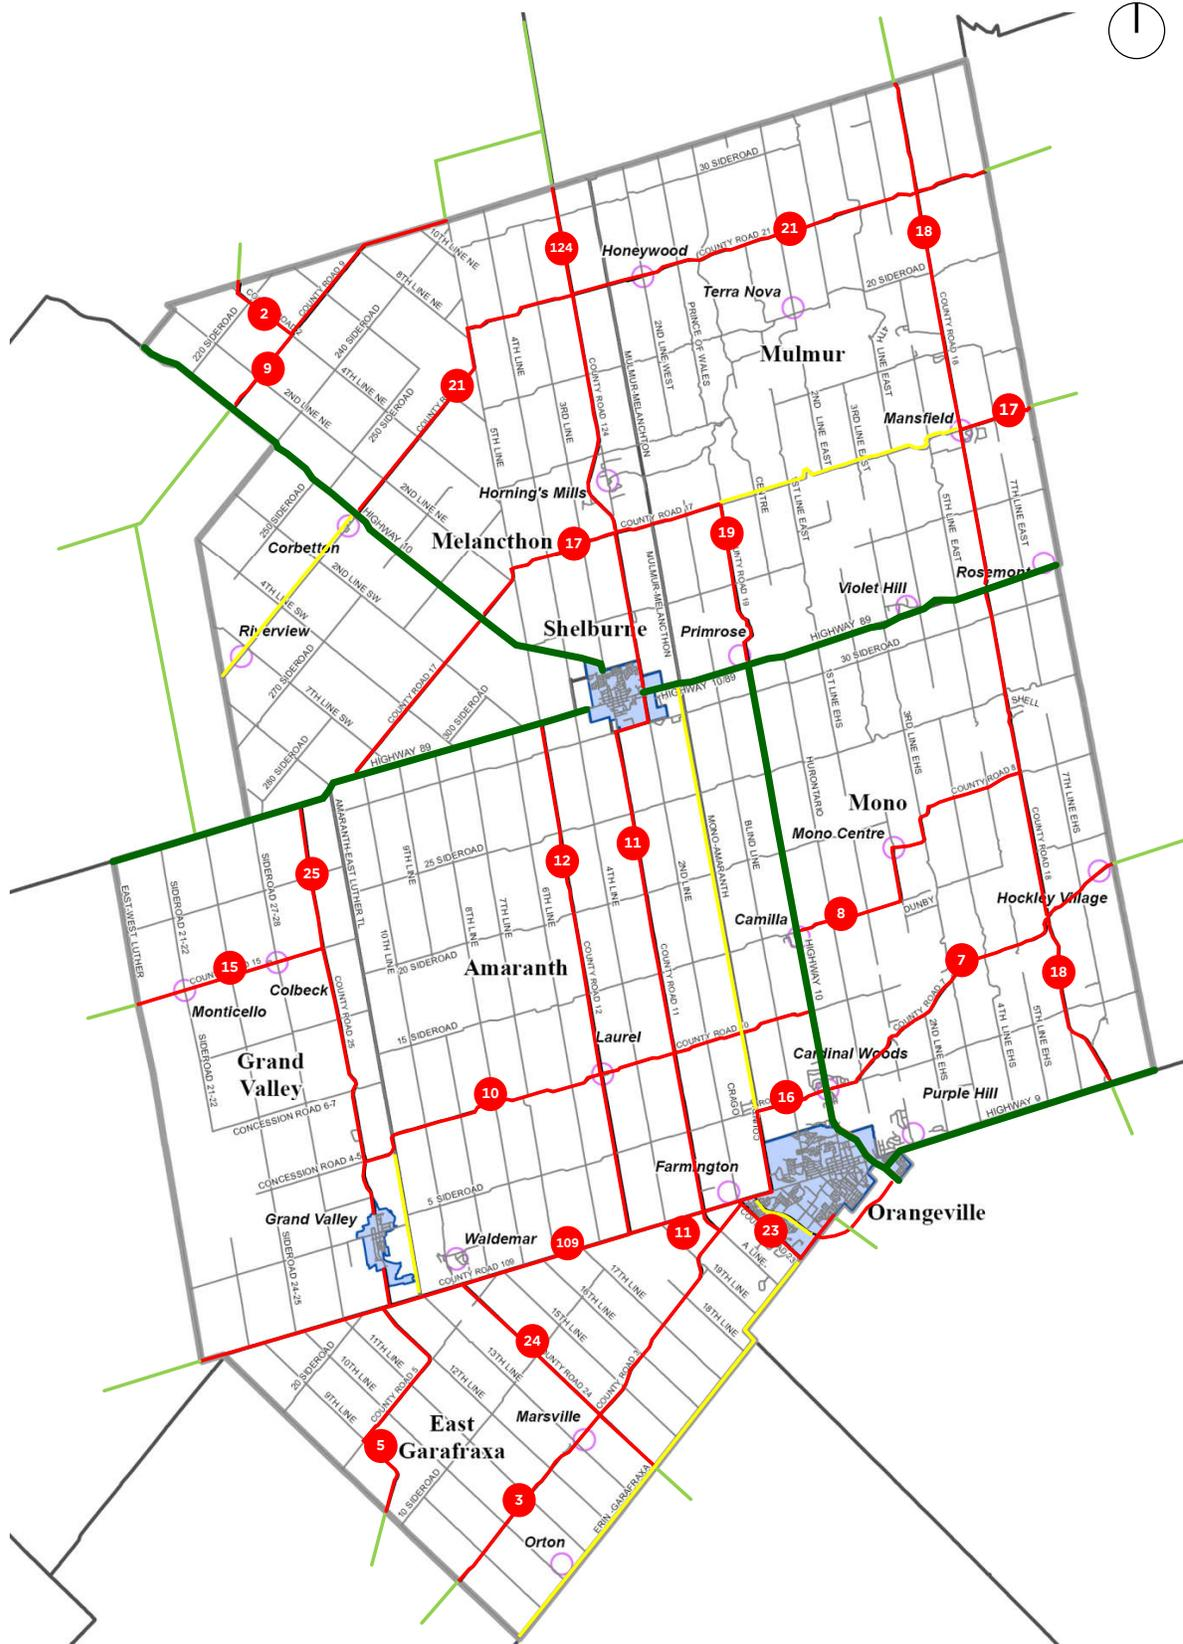 30 SIDEROAD
10TH LINE NE
124
Honeywood
COUNTY ROAD 21
21
18
8TH LINE NE
COUNTY ROAD 9
Terra Nova
20 SIDEROAD
2
220 SIDEROAD
240 SIDEROAD
4TH LINE
2ND LINE WEST
PRINCE OF WALES
COUNTY ROAD 18
4TH LINE EAST
Mulmur
9
4TH LINE NE
2ND LINE NE
250 SIDEROAD
21
COUNTY ROAD 124
MULMUR-MELANCHTON
3RD LINE
5TH LINE
2ND LINE EAST
3RD LINE EAST
Mansfield
17
Horning's Mills
2ND LINE NE
HIGHWAY 10
250 SIDEROAD
Corbetton
Melancthon
17
COUNTY ROAD 17
19
CENTRE
1ST LINE EAST
5TH LINE EAST
7TH LINE EAST
2ND LINE SW
4TH LINE SW
MULMUR-MELANCTHON
Rosemont
Violet Hill
Riverview
Shelburne
Primrose
HIGHWAY 89
30 SIDEROAD
270 SIDEROAD
7TH LINE SW
COUNTY ROAD 17
300 SIDEROAD
HIGHWAY 10/89
1ST LINE EHS
3RD LINE EHS
SHELL
280 SIDEROAD
HIGHWAY 89
HURONTARIO
COUNTY ROAD 8
7TH LINE EHS
Mono
Mono Centre
AMARANTH-EAST LUTHER TL
9TH LINE
25 SIDEROAD
12
11
MONO-AMARANTH
BLIND LINE
COUNTY ROAD 18
EAST-WEST LUTHER
SIDEROAD 21-22
SIDEROAD 27-28
25
8TH LINE
7TH LINE
6TH LINE
4TH LINE
2ND LINE
Camilla
8
DUNBY
Hockley Village
10TH LINE
20 SIDEROAD
Amaranth
COUNTY ROAD 12
COUNTY ROAD 11
HIGHWAY 10
7
18
15
Colbeck
Monticello
COUNTY ROAD 25
COUNTY ROAD 7
15 SIDEROAD
Laurel
SIDEROAD 21-22
Grand
Valley
2ND LINE EHS
4TH LINE EHS
5TH LINE EHS
Cardinal Woods
10
CRAGO
16
Purple Hill
HIGHWAY 9
CONCESSION ROAD 6-7
CONCESSION ROAD 4-5
Farmington
5 SIDEROAD
Grand Valley
Waldemar
109
11
23
Orangeville
SIDEROAD 24-25
COUNTY ROAD 109
A LINE
17TH LINE
19TH LINE
16TH LINE
18TH LINE
15TH LINE
24
COUNTY ROAD 24
COUNTY ROAD 3
20 SIDEROAD
11TH LINE
10TH LINE
9TH LINE
13TH LINE
12TH LINE
COUNTY ROAD 5
Marsville
East
Garafraxa
5
10 SIDEROAD
3
ERIN-GARAFRAXA
Orton